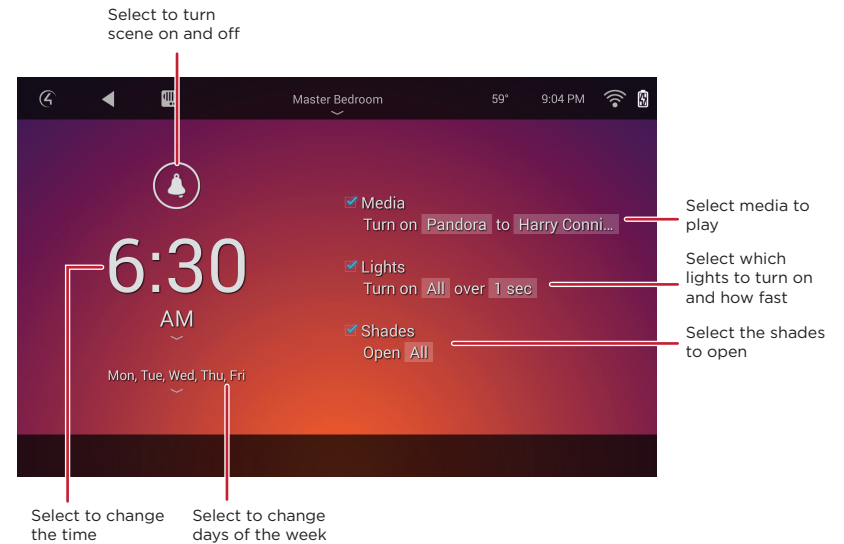 Select to turn
scene on and off
Master Bedroom
59°
9:04 PM
Media
Turn on Pandora to Harry Conni...
Select media to
play
6:30
AM
Lights
Turn on All over 1 sec
Select which
lights to turn on
and how fast
Shades
Open All
Select the shades
to open
Mon, Tue, Wed, Thu, Fri
Select to change
the time
Select to change
days of the week